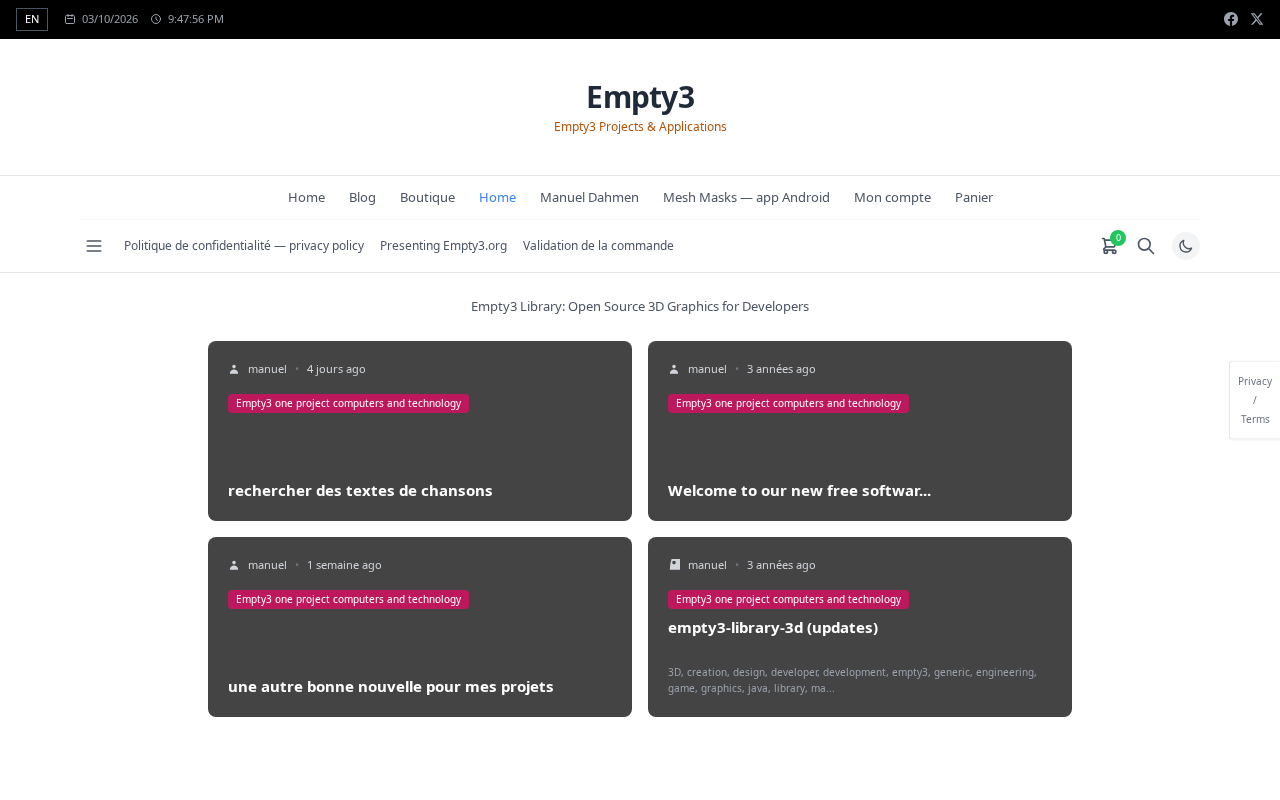 EN
03/10/2026
9:47:56 PM
Empty3
Empty3 Projects & Applications
Home Blog Boutique Home Manuel Dahmen Mesh Masks — app Android Mon compte Panier
Politique de confidentialité — privacy policy Presenting Empty3.org Validation de la commande
0
Empty3 Library: Open Source 3D Graphics for Developers
manuel • 4 jours ago
Empty3 one project computers and technology
rechercher des textes de chansons
manuel • 3 années ago
Empty3 one project computers and technology
Welcome to our new free softwar...
Privacy
/
Terms
manuel • 1 semaine ago
Empty3 one project computers and technology
une autre bonne nouvelle pour mes projets
manuel • 3 années ago
Empty3 one project computers and technology
empty3-library-3d (updates)
3D, creation, design, developer, development, empty3, generic, engineering,
game, graphics, java, library, ma...